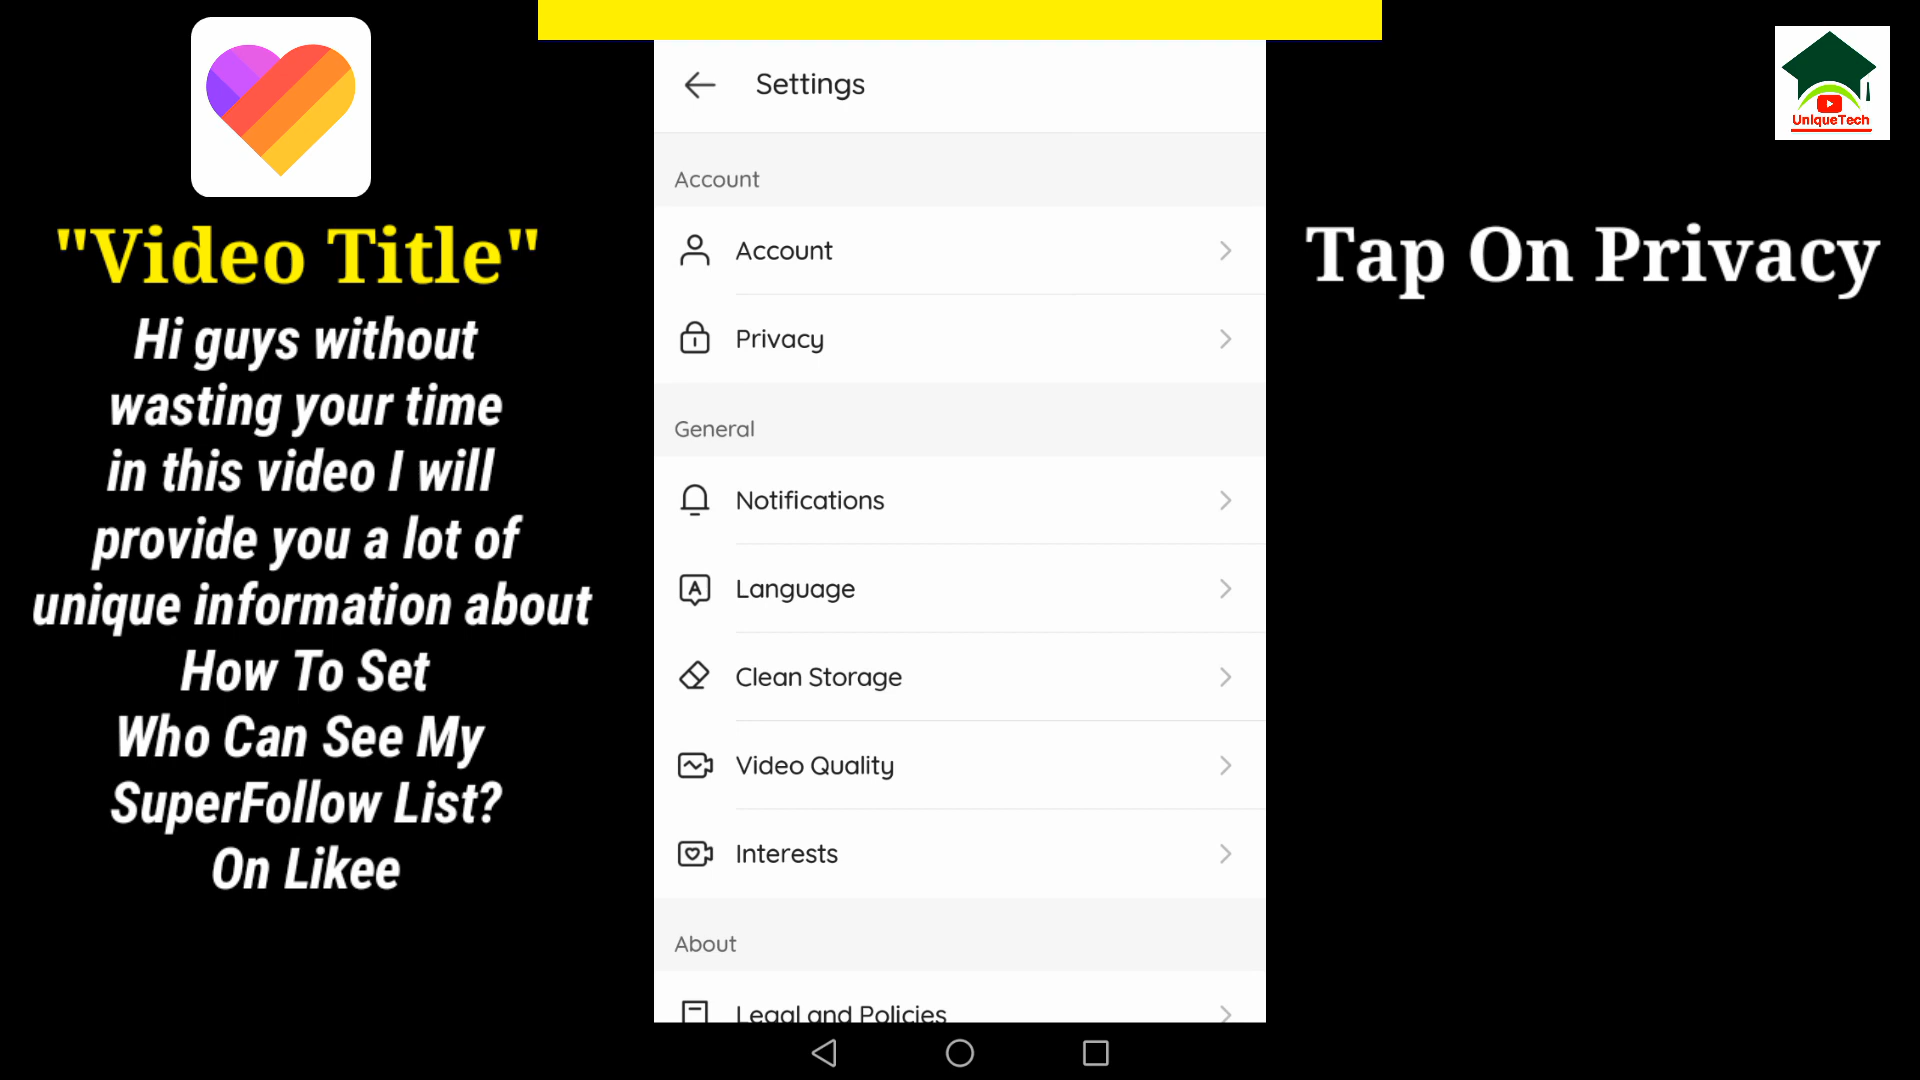 "Video Title"
Hi guys without
wasting your time
in this video I will
provide you a lot of
unique information about
How To Set
Who Can See My
SuperFollow List?
On Likee
Settings
Account
Account
Privacy
General
Notifications
Language
Clean Storage
Video Quality
Interests
About
Legal and Policies
UniqueTech
Tap On Privacy